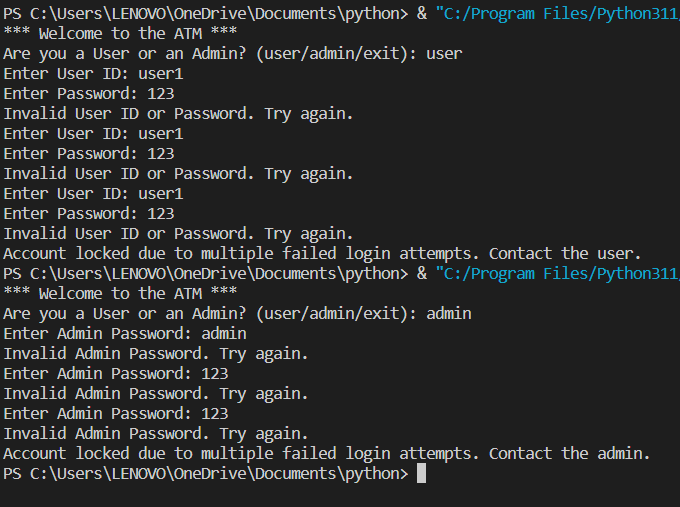 PS C:\Users\LENOVO\OneDrive\Documents\python> & "C:/Program Files/Python311/
*** Welcome to the ATM ***
Are you a User or an Admin? (user/admin/exit): user
Enter User ID: user1
Enter Password: 123
Invalid User ID or Password. Try again.
Enter User ID: user1
Enter Password: 123
Invalid User ID or Password. Try again.
Enter User ID: user1
Enter Password: 123
Invalid User ID or Password. Try again.
Account locked due to multiple failed login attempts. Contact the user.
PS C:\Users\LENOVO\OneDrive\Documents\python> & "C:/Program Files/Python311/
*** Welcome to the ATM ***
Are you a User or an Admin? (user/admin/exit): admin
Enter Admin Password: admin
Invalid Admin Password. Try again.
Enter Admin Password: 123
Invalid Admin Password. Try again.
Enter Admin Password: 123
Invalid Admin Password. Try again.
Account locked due to multiple failed login attempts. Contact the admin.
PS C:\Users\LENOVO\OneDrive\Documents\python>